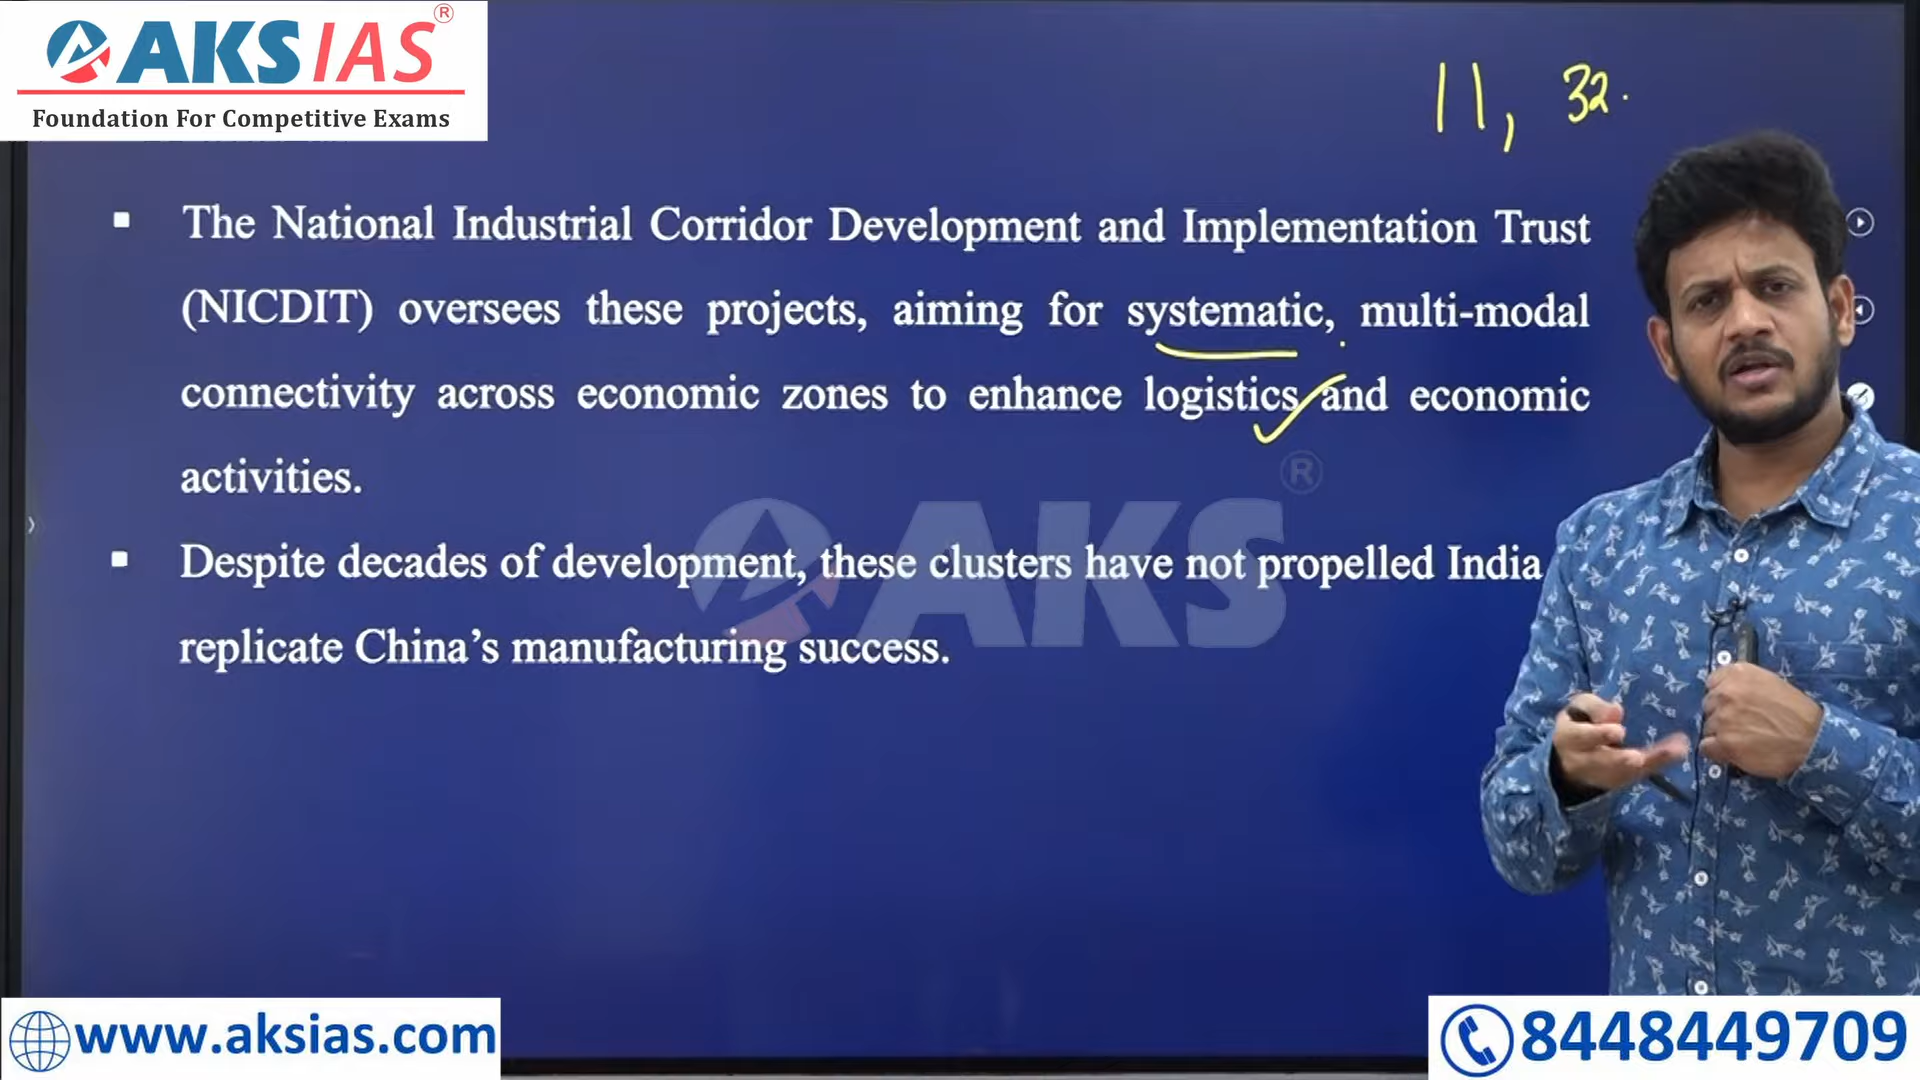 AKS IAS ®
Foundation For Competitive Exams
11, 32.
▪ The National Industrial Corridor Development and Implementation Trust
(NICDIT) oversees these projects, aiming for systematic, multi-modal
connectivity across economic zones to enhance logistics and economic
activities.
▪ Despite decades of development, these clusters have not propelled India
replicate China’s manufacturing success.
AKS ®
www.aksias.com
8448449709